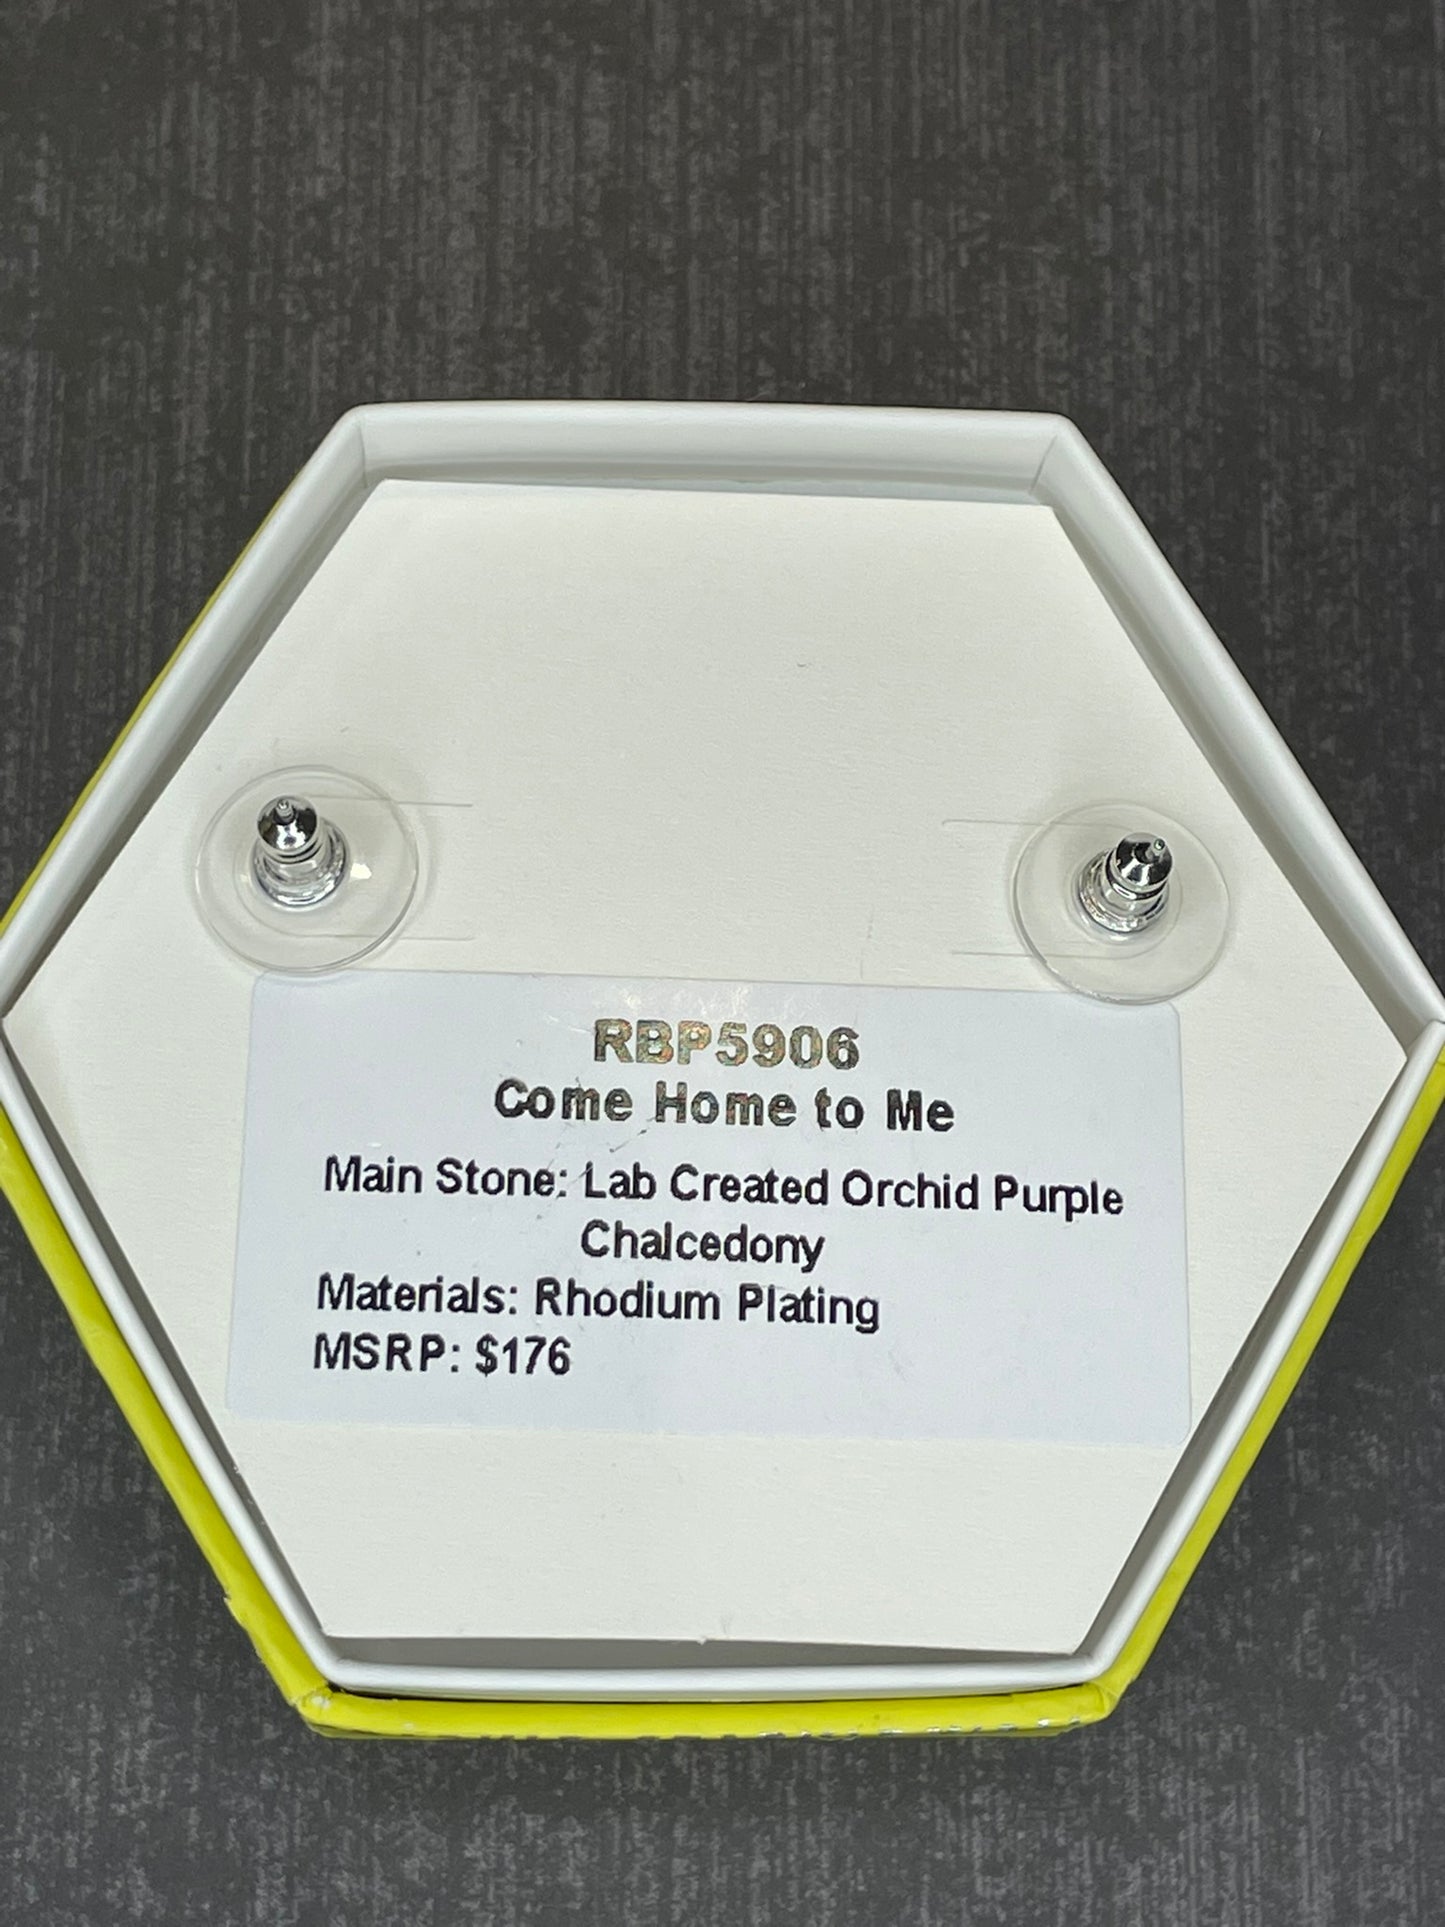 RBP5906
Come Home to Me
Main Stone: Lab Created Orchid Purple
Chalcedony
Materials: Rhodium Plating
MSRP: $176